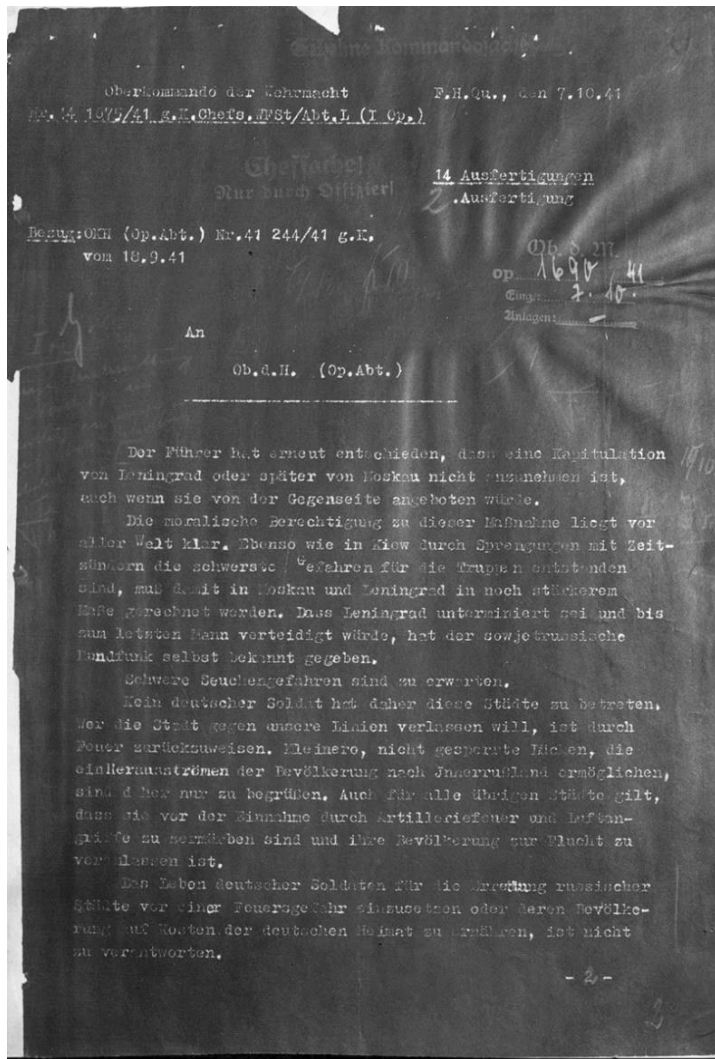 Geheime Kommandosache
Oberkommando der Wehrmacht F.H.Qu., den 7.10.41
Nr. 44 1675/41 g.K.Chefs.WFSt/Abt.L (I Op.)
Chefsache!
Nur durch Offizier!
14 Ausfertigungen
2.Ausfertigung
Bezug:OKH (Op.Abt.) Nr.41 244/41 g.K.
vom 18.9.41
op 1690 41
Eing.: 7.10.
Anlagen: -
An
Ob.d.H. (Op.Abt.)
Der Führer hat erneut entschieden, dass eine Kapitulation
von Leningrad oder später von Moskau nicht anzunehmen ist,
auch wenn sie von der Gegenseite angeboten würde.
Die moralische Berechtigung zu dieser Maßnahme liegt vor
aller Welt klar. Ebenso wie in Kiew durch Sprengungen mit Zeit-
zündern die schwerste Gefahren für die Truppen entstanden
sind, muß damit in Moskau und Leningrad in noch stärkerem
Maße gerechnet werden. Dass Leningrad unterminiert sei und bis
zum letzten Mann verteidigt würde, hat der sowjetrussische
Rundfunk selbst bekannt gegeben.
Schwere Seuchengefahren sind zu erwarten.
Kein deutscher Soldat hat daher diese Städte zu betreten.
Wer die Stadt gegen unsere Linien verlassen will, ist durch
Feuer zurückzuweisen. Kleinere, nicht gesperrte Lücken, die
einHerausströmen der Bevölkerung nach Jnnerrußland ermöglichen,
sind daher nur zu begrüßen. Auch für alle übrigen Städte gilt,
dass sie vor der Einnahme durch Artilleriefeuer und Luftan-
griffe zu zermürben sind und ihre Bevölkerung zur Flucht zu
veranlassen ist.
Das Leben deutscher Soldaten für die Errettung russischer
Städte vor einer Feuersgefahr einzusetzen oder deren Bevölke-
rung auf Kosten der deutschen Heimat zu ernähren, ist nicht
zu verantworten.
- 2 -
2